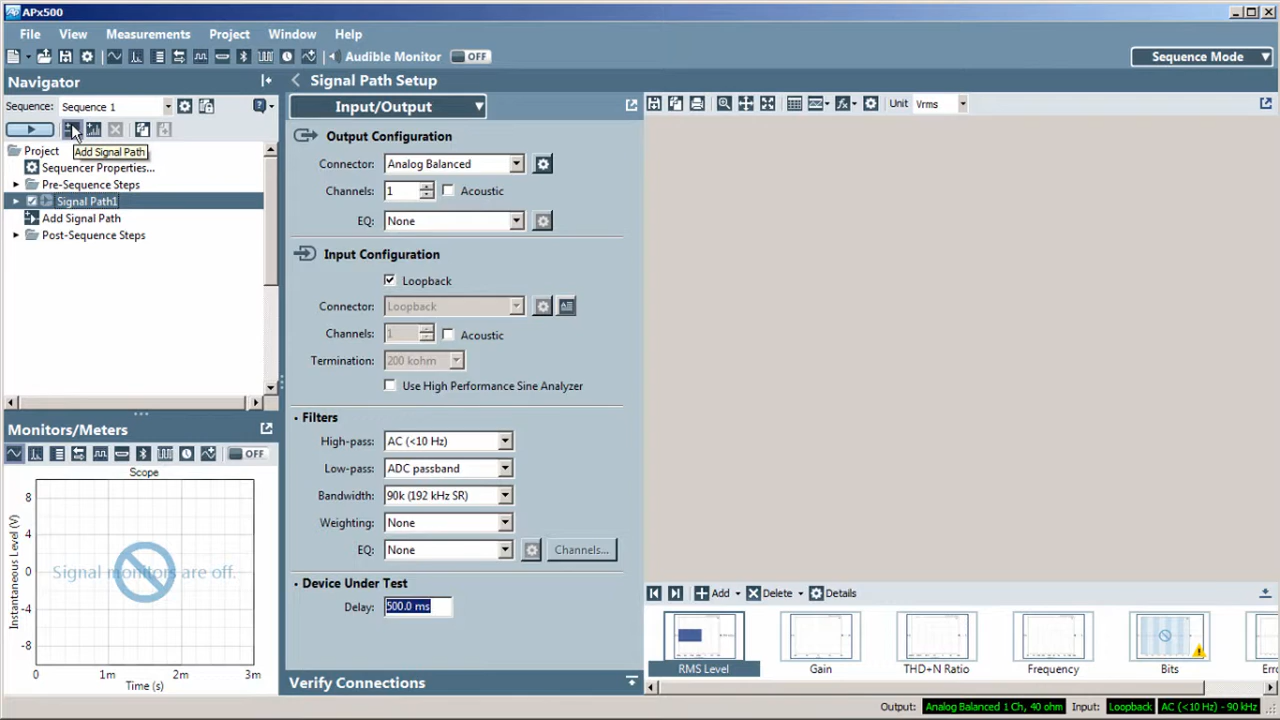 APx500
File View Measurements Project Window Help
Audible Monitor OFF Sequence Mode
Navigator
Sequence: Sequence 1
Add Signal Path
Project
Sequencer Properties...
Pre-Sequence Steps
Signal Path1
Add Signal Path
Post-Sequence Steps
Monitors/Meters
OFF
Scope
Instantaneous Level (V)
8
4
0
-4
-8
Signal monitors are off.
0 1m 2m 3m
Time (s)
Signal Path Setup
Input/Output
Output Configuration
Connector: Analog Balanced
Channels: 1 Acoustic
EQ: None
Input Configuration
Loopback
Connector: Loopback
Channels: 1 Acoustic
Termination: 200 kohm
Use High Performance Sine Analyzer
Filters
High-pass: AC (<10 Hz)
Low-pass: ADC passband
Bandwidth: 90k (192 kHz SR)
Weighting: None
EQ: None Channels...
Device Under Test
Delay: 500.0 ms
Verify Connections
Unit Vrms
Add Delete Details
RMS Level Gain THD+N Ratio Frequency Bits
Output: Analog Balanced 1 Ch, 40 ohm Input: Loopback AC (<10 Hz) - 90 kHz